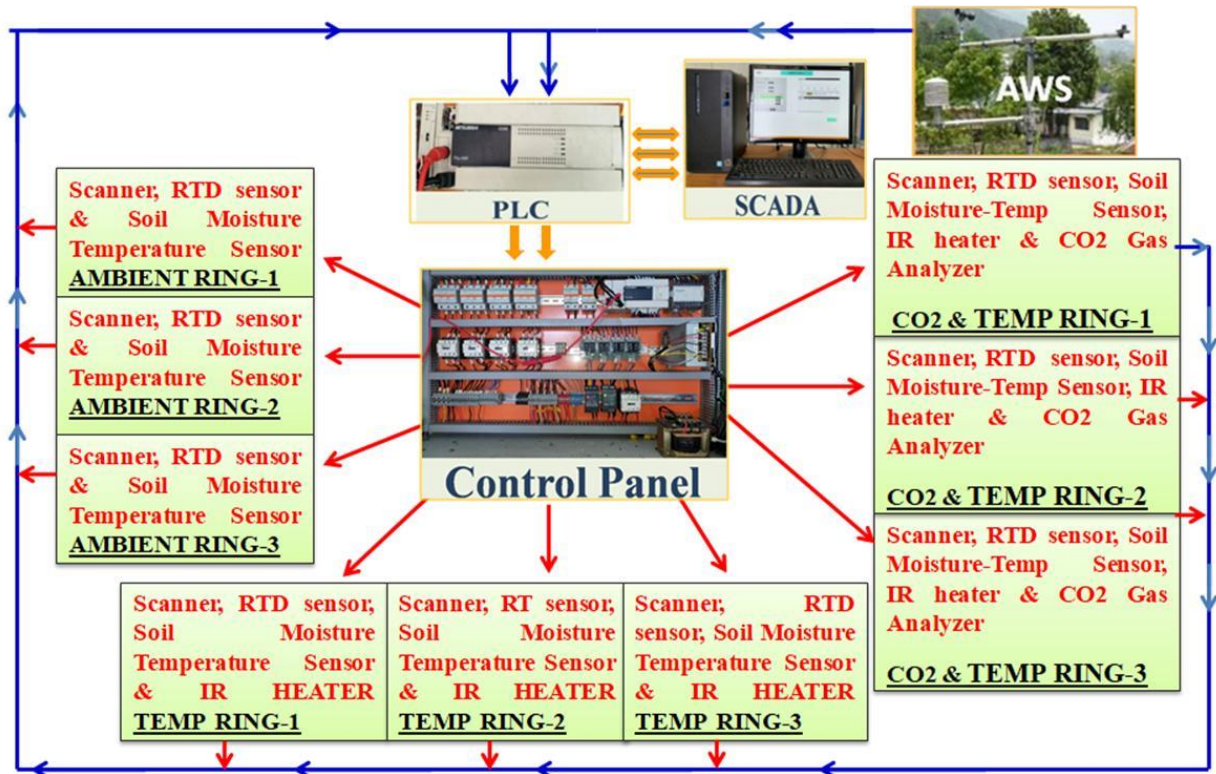 AWS
PLC
SCADA
Control Panel
Scanner, RTD sensor
& Soil Moisture
Temperature Sensor
AMBIENT RING-1
Scanner, RTD sensor
& Soil Moisture
Temperature Sensor
AMBIENT RING-2
Scanner, RTD sensor
& Soil Moisture
Temperature Sensor
AMBIENT RING-3
Scanner, RTD sensor, Soil
Moisture-Temp Sensor,
IR heater & CO2 Gas
Analyzer
CO2 & TEMP RING-1
Scanner, RTD sensor, Soil
Moisture-Temp Sensor, IR
heater & CO2 Gas
Analyzer
CO2 & TEMP RING-2
Scanner, RTD sensor, Soil
Moisture-Temp Sensor,
IR heater & CO2 Gas
Analyzer
CO2 & TEMP RING-3
Scanner, RTD sensor,
Soil Moisture
Temperature Sensor
& IR HEATER
TEMP RING-1
Scanner, RT sensor,
Soil Moisture
Temperature Sensor
& IR HEATER
TEMP RING-2
Scanner, RTD
sensor, Soil Moisture
Temperature Sensor
& IR HEATER
TEMP RING-3